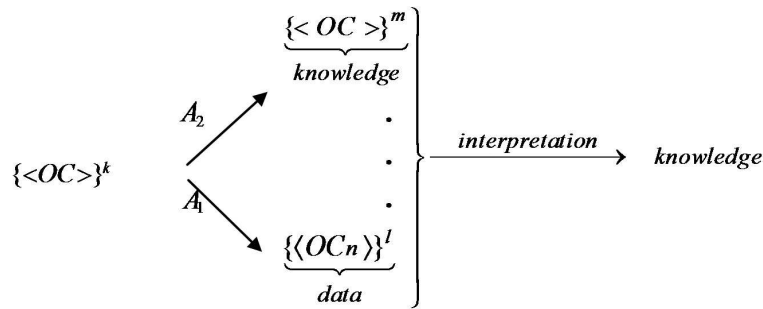 {< OC >}^m
knowledge
A_2
.
interpretation
{<OC>}^k
.
knowledge
.
A_1
{⟨OCn⟩}^l
data